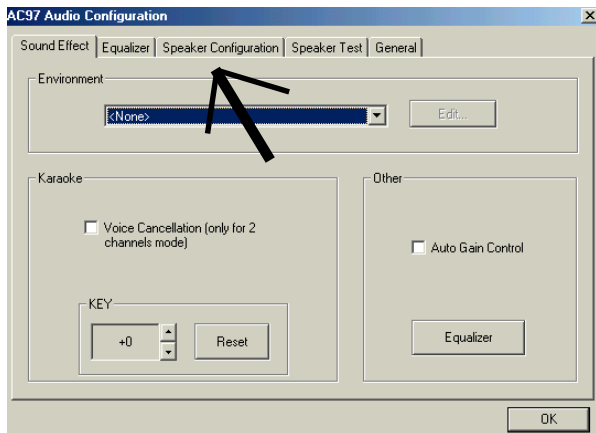 AC97 Audio Configuration
Sound Effect Equalizer Speaker Configuration Speaker Test General
Environment
<None> Edit...
Karaoke
Voice Cancellation (only for 2
channels mode)
KEY
+0 Reset
Other
Auto Gain Control
Equalizer
OK